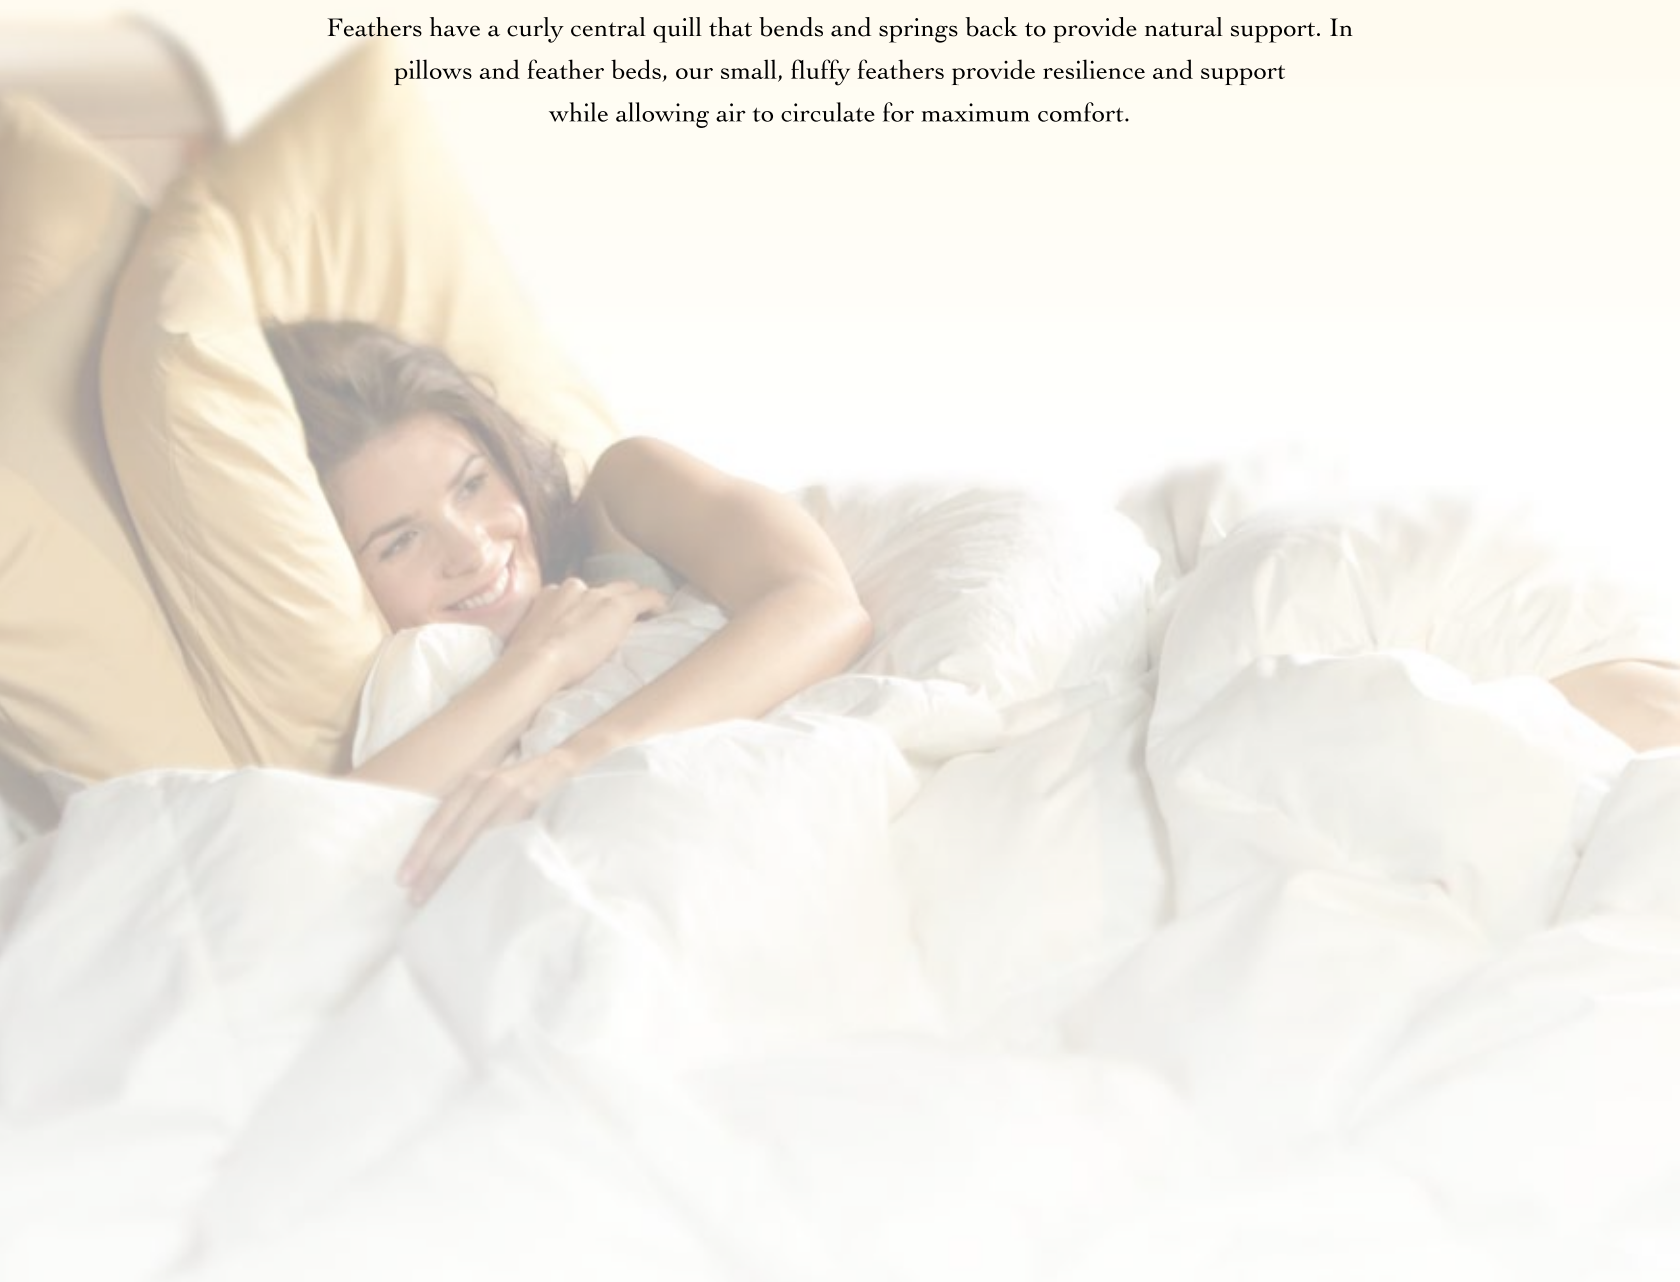 Feathers have a curly central quill that bends and springs back to provide natural support. In
pillows and feather beds, our small, fluffy feathers provide resilience and support
while allowing air to circulate for maximum comfort.